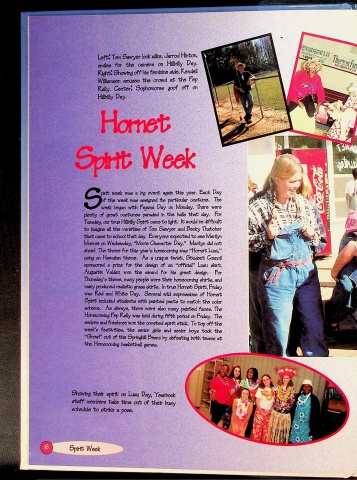 Left: Tom Sawyer look alike, Jarrod Hinton,
smiles for the camera on Hillbilly Day.
Right: Showing off his feminine side, Kendall
Williamson amuses the crowd at the Pep
Rally. Center: Sophomores goof off on
Hillbilly Day.
Hornet
Spirit Week
Spirit week was a big event again this year. Each Day
of the week was assigned its particular costume. The
week began with Pajama Day on Monday. There were
plenty of great costumes parading in the halls that day. For
Tuesday, our true Hillbilly Spirit came to light. It would be difficult
to imagine all the varieties of Tom Sawyer and Becky Thatcher
that came to school that day. Everyone expected to see Marilyn
Monroe on Wednesday, "Movie Character Day." Marilyn did not
show! The theme for this year's homecoming was "Hornet Luau,"
using an Hawaiian theme. As a unique twist, Student Council
sponsored a prize for the design of an "official" Luau shirt.
Augustin Valdez won the award for his great design. For
Thursday's theme, many people wore their homecoming shirts, and
many produced realistic grass skirts. In true Hornet Spirit, Friday
was Red and White Day. Several wild expressions of Hornet
Spirit included students with painted pants to match the color
scheme. As always, there were also many painted faces. The
Homecoming Pep Rally was held during fifth period on Friday. The
seniors and freshmen won the coveted spirit stick. To top off the
week's festivities, the senior girls and senior boys took the
"Growl" out of the Springhill Bears by defeating both teams at
the Homecoming basketball games.
Coca-Cola
Showing their spirit on Luau Day, Yearbook
staff members take time out of their busy
schedule to strike a pose.
Spirit Week